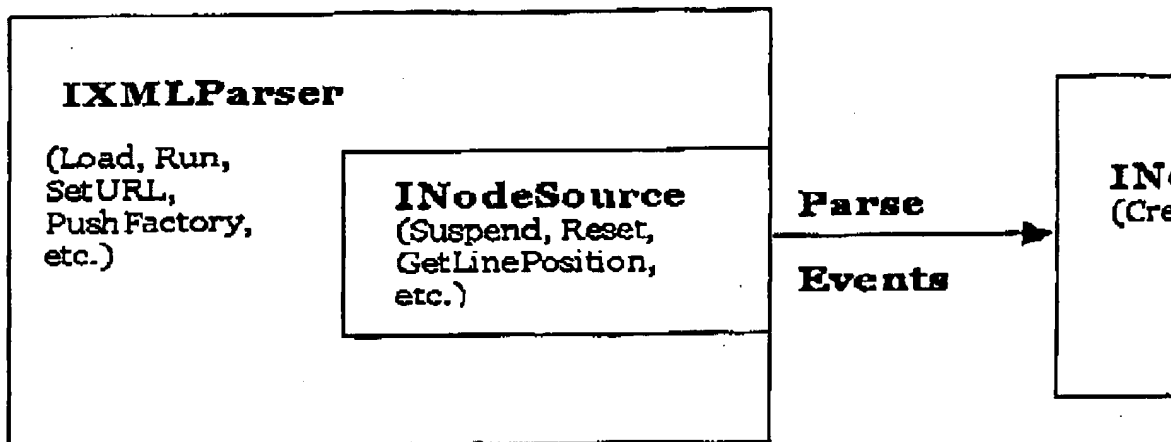 IXMLParser
(Load, Run,
SetURL,
PushFactory,
etc.)
INodeSource
(Suspend, Reset,
GetLinePosition,
etc.)
Parse
Events